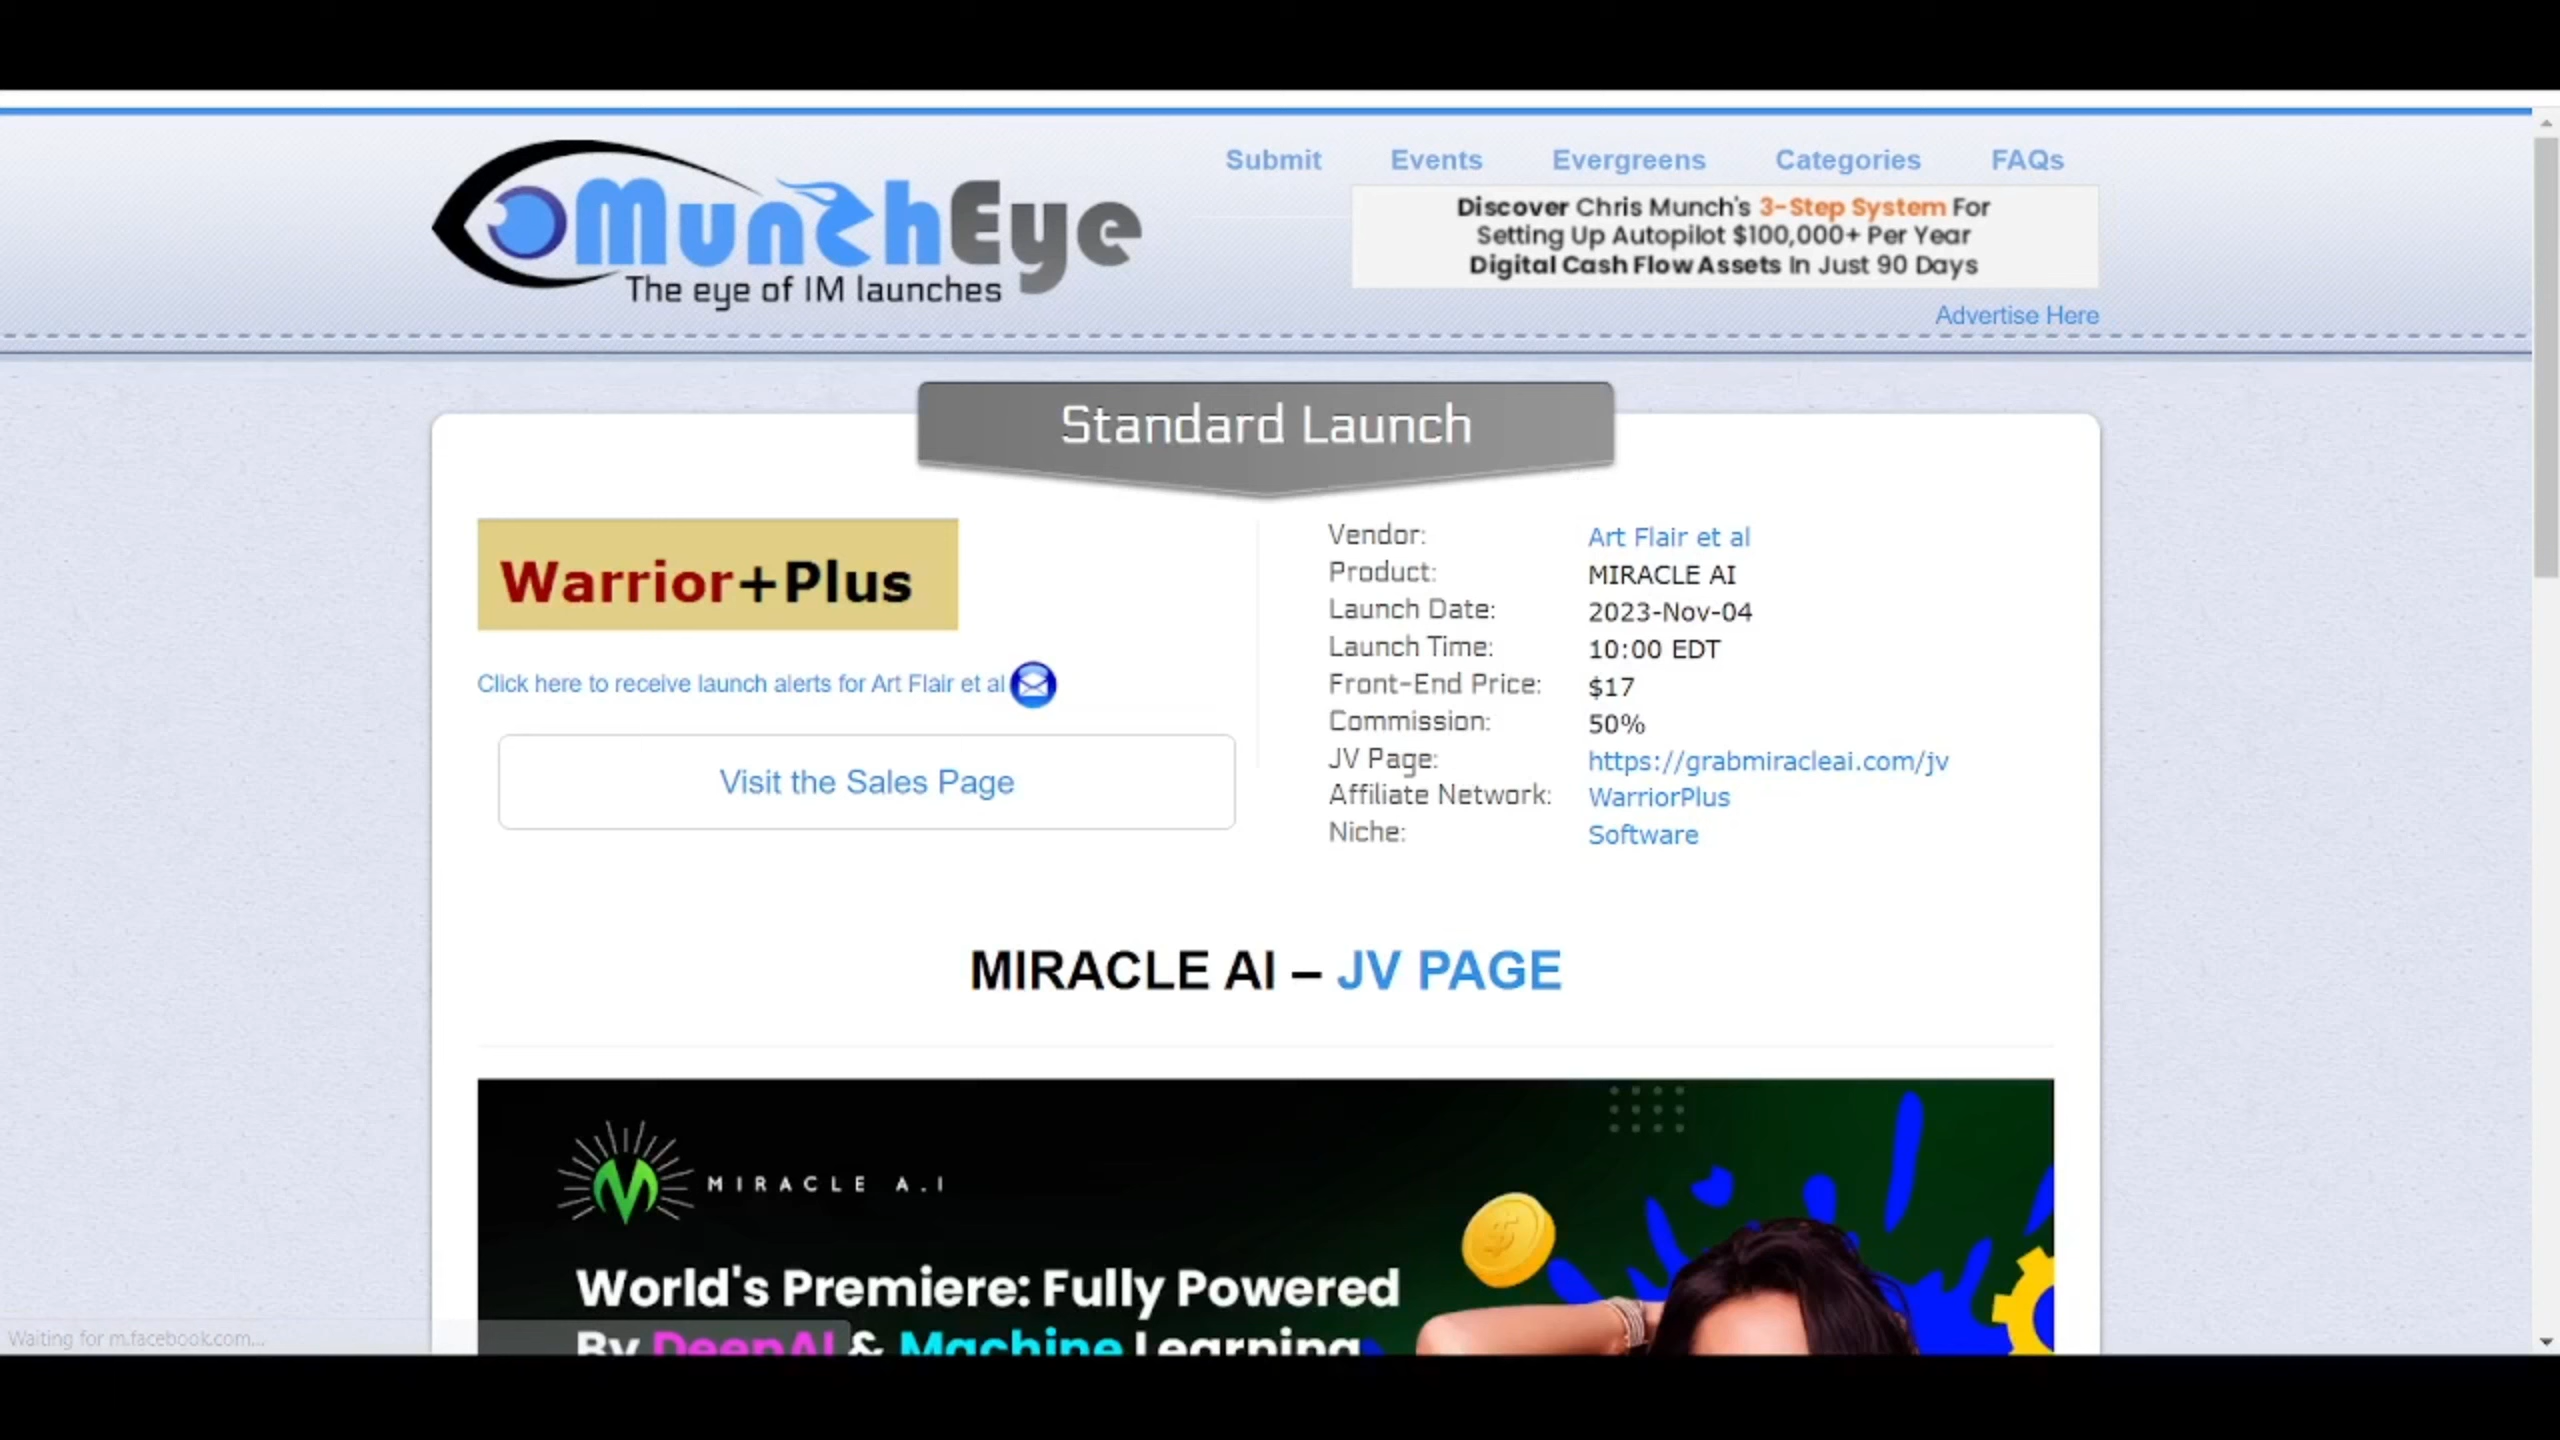 MunchEye
The eye of IM launches
Submit Events Evergreens Categories FAQs
Discover Chris Munch's 3-Step System For
Setting Up Autopilot $100,000+ Per Year
Digital Cash Flow Assets In Just 90 Days
Advertise Here
Standard Launch
Warrior+Plus
Click here to receive launch alerts for Art Flair et al
Visit the Sales Page
Vendor: Art Flair et al
Product: MIRACLE AI
Launch Date: 2023-Nov-04
Launch Time: 10:00 EDT
Front-End Price: $17
Commission: 50%
JV Page: https://grabmiracleai.com/jv
Affiliate Network: WarriorPlus
Niche: Software
MIRACLE AI – JV PAGE
MIRACLE A.I
World's Premiere: Fully Powered
By DeepAI & Machine Learning
Waiting for m.facebook.com...